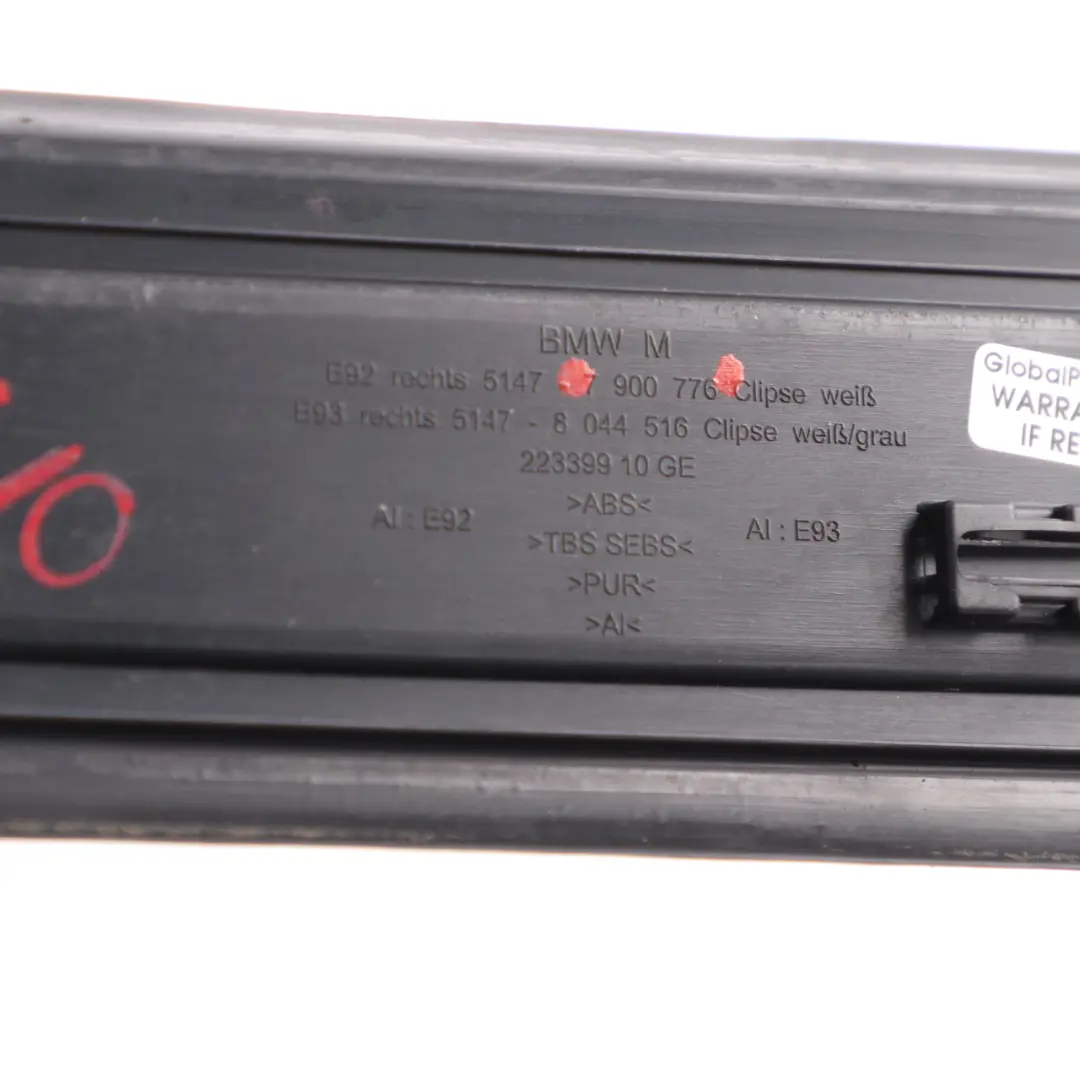 BMW M
E92 rechts 5147 7 900 776 Clipse weiß
E93 rechts 5147 - 8 044 516 Clipse weiß/grau
223399 10 GE
>ABS<
AI : E92
AI : E93
>TBS SEBS<
>PUR<
>AI<
GlobalP
WARRA
IF RE